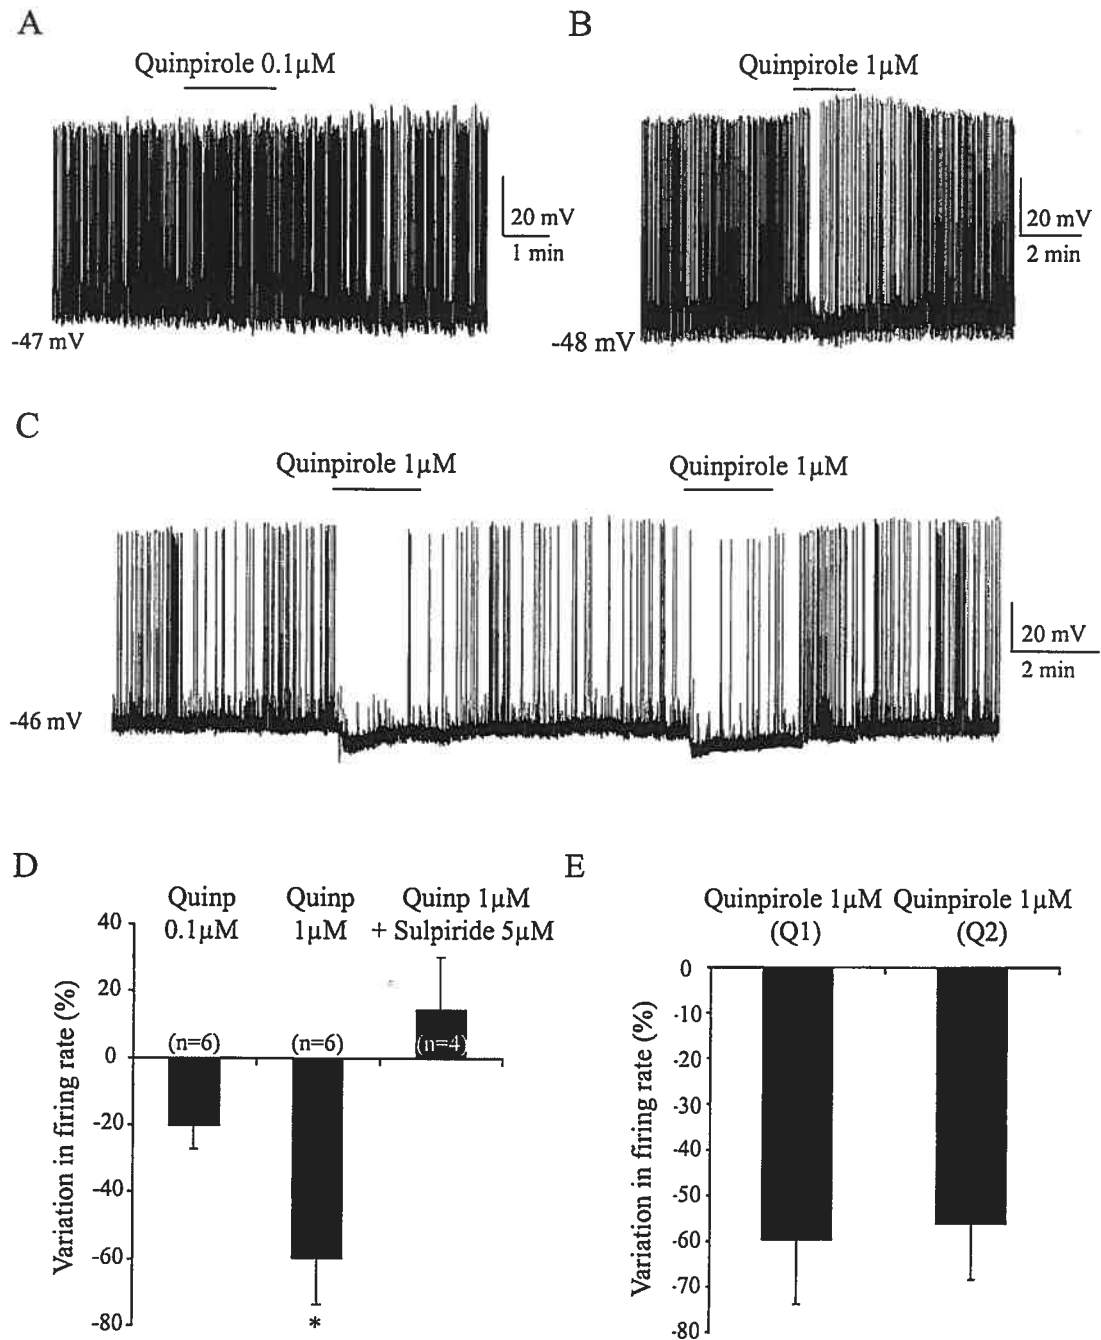 A
B
Quinpirole 0.1µM
Quinpirole 1µM
20 mV
1 min
20 mV
2 min
-47 mV
-48 mV
C
Quinpirole 1µM
Quinpirole 1µM
20 mV
2 min
-46 mV
D
E
Quinp
0.1µM
Quinp
1µM
Quinp 1µM
+ Sulpiride 5µM
Quinpirole 1µM
(Q1)
Quinpirole 1µM
(Q2)
Variation in firing rate (%)
40
20
0
-20
-40
-60
-80
(n=6)
(n=6)
(n=4)
*
Variation in firing rate (%)
0
-10
-20
-30
-40
-50
-60
-70
-80